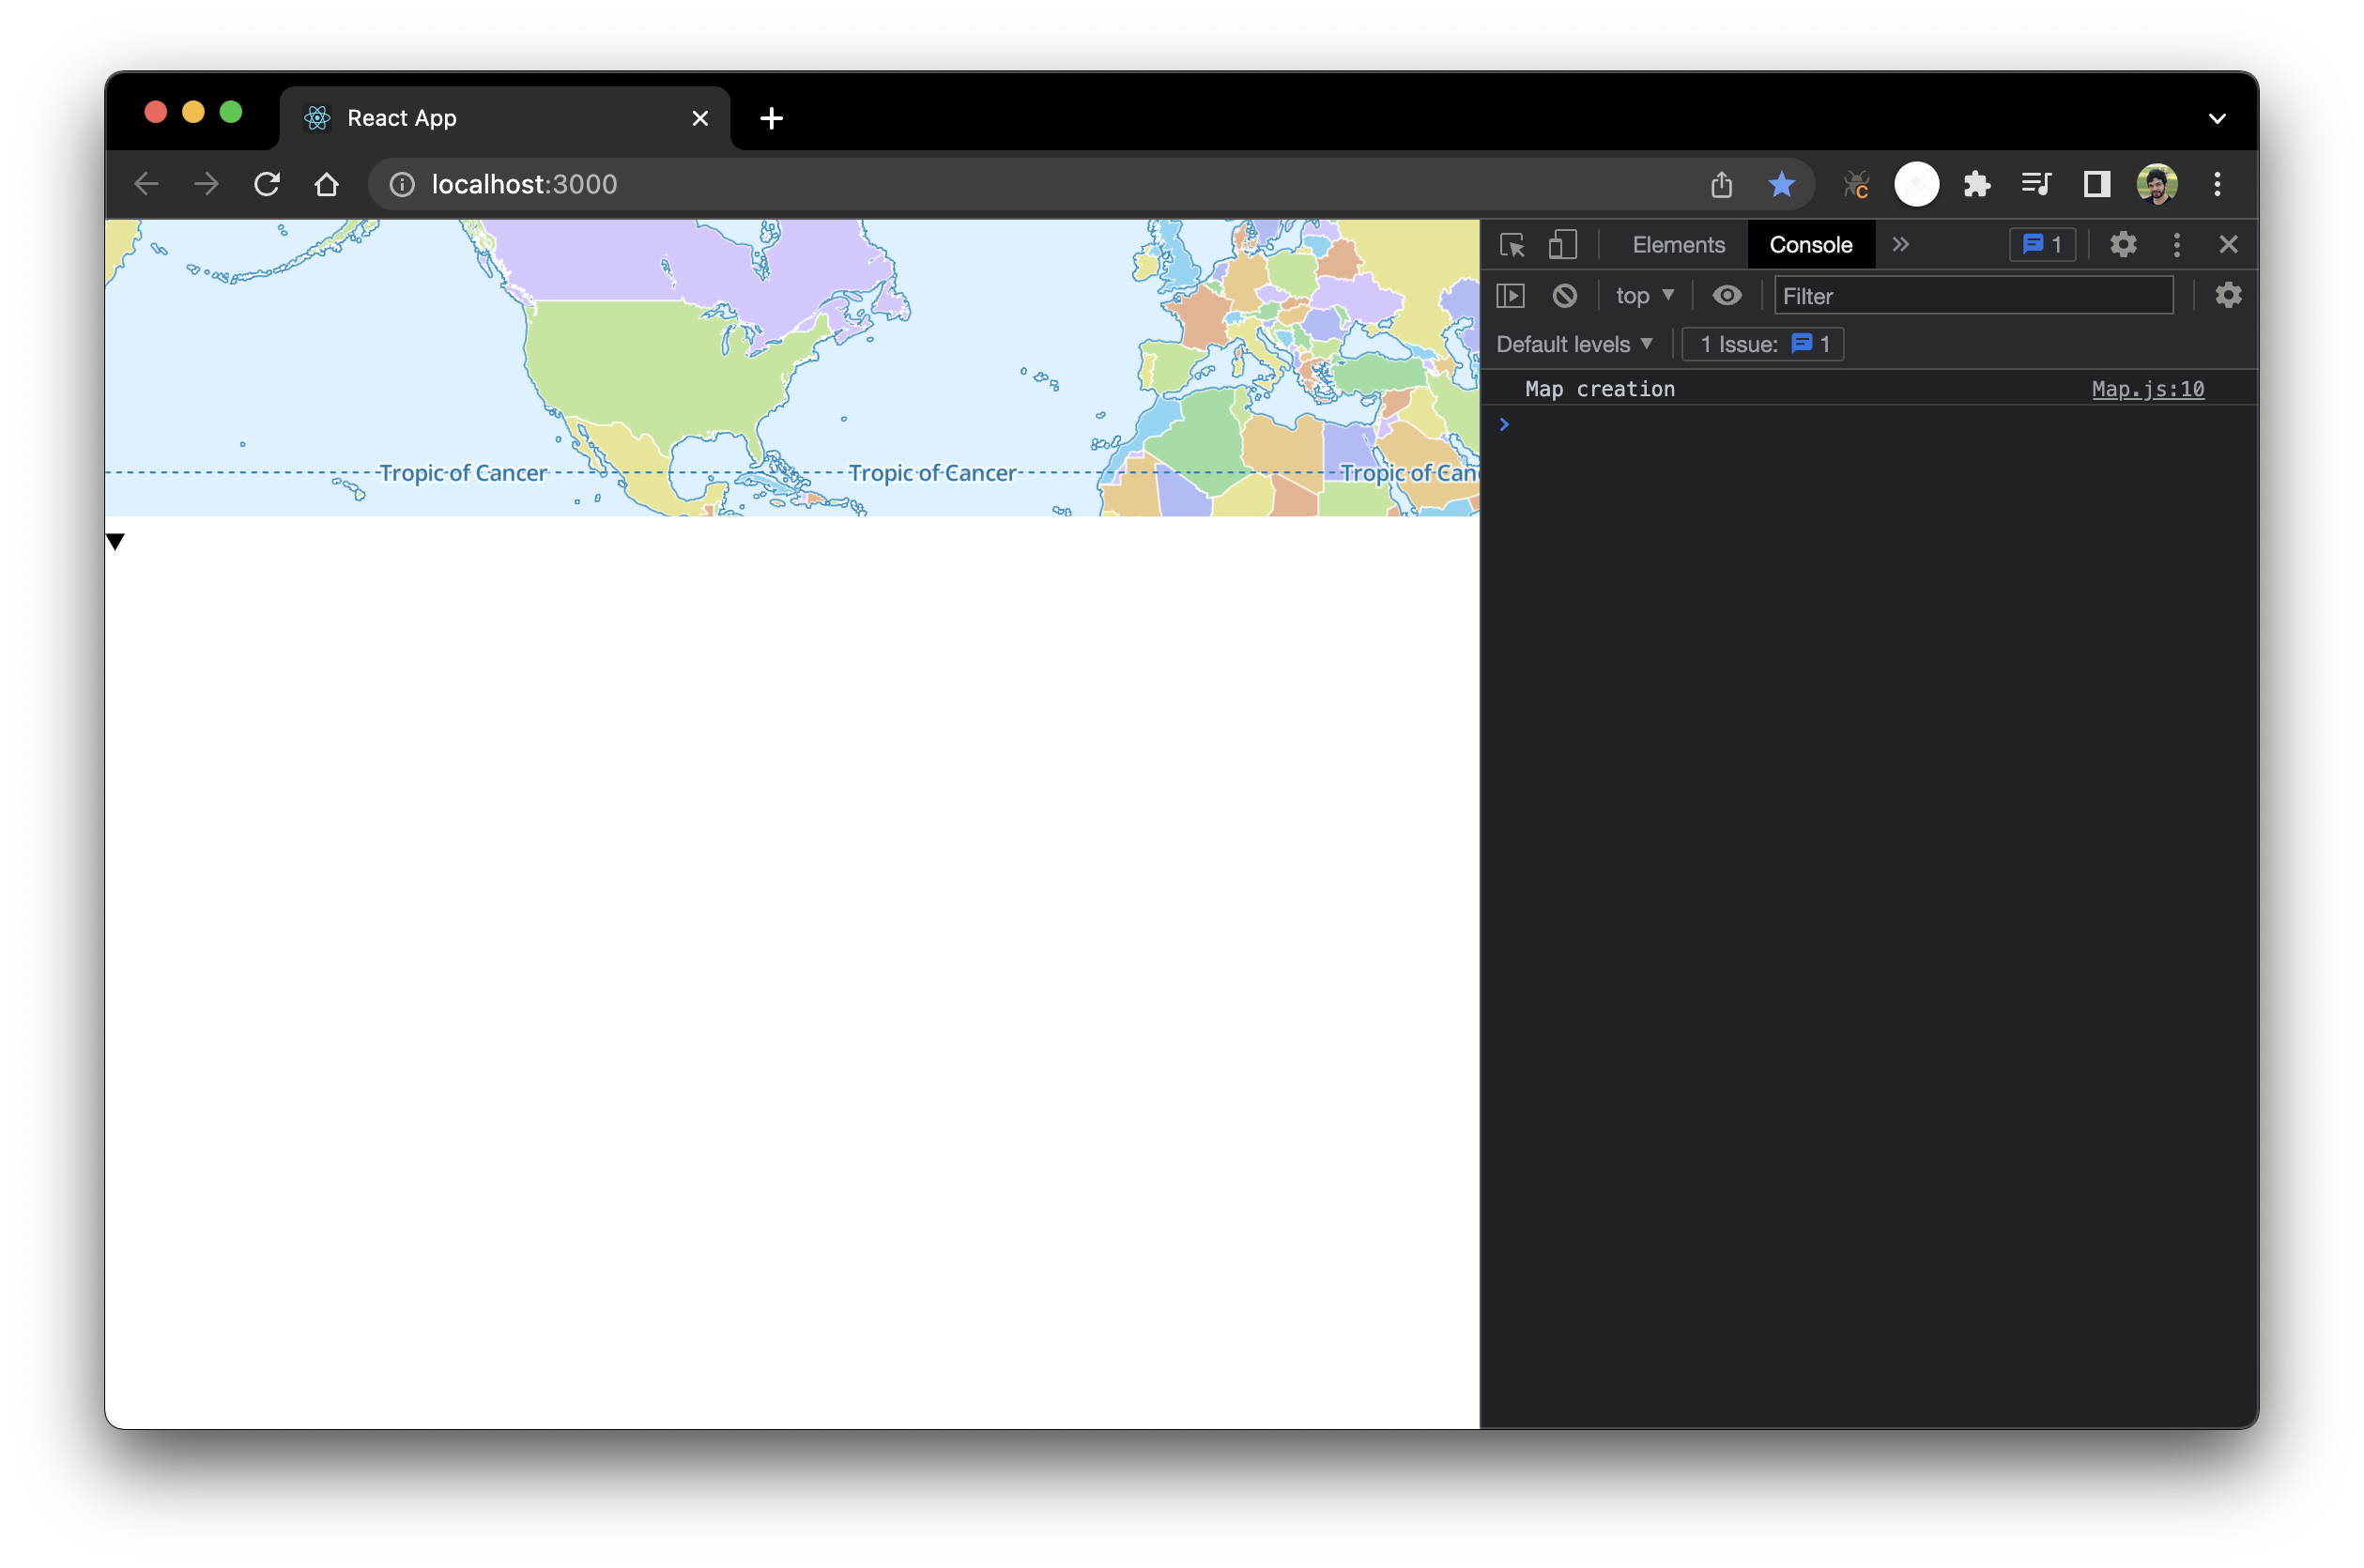 React App
localhost:3000
Elements
Console
1
top
Filter
Default levels
1 Issue:
1
Map creation
Map.js:10
Tropic of Cancer
Tropic of Cancer
Tropic of Can
C